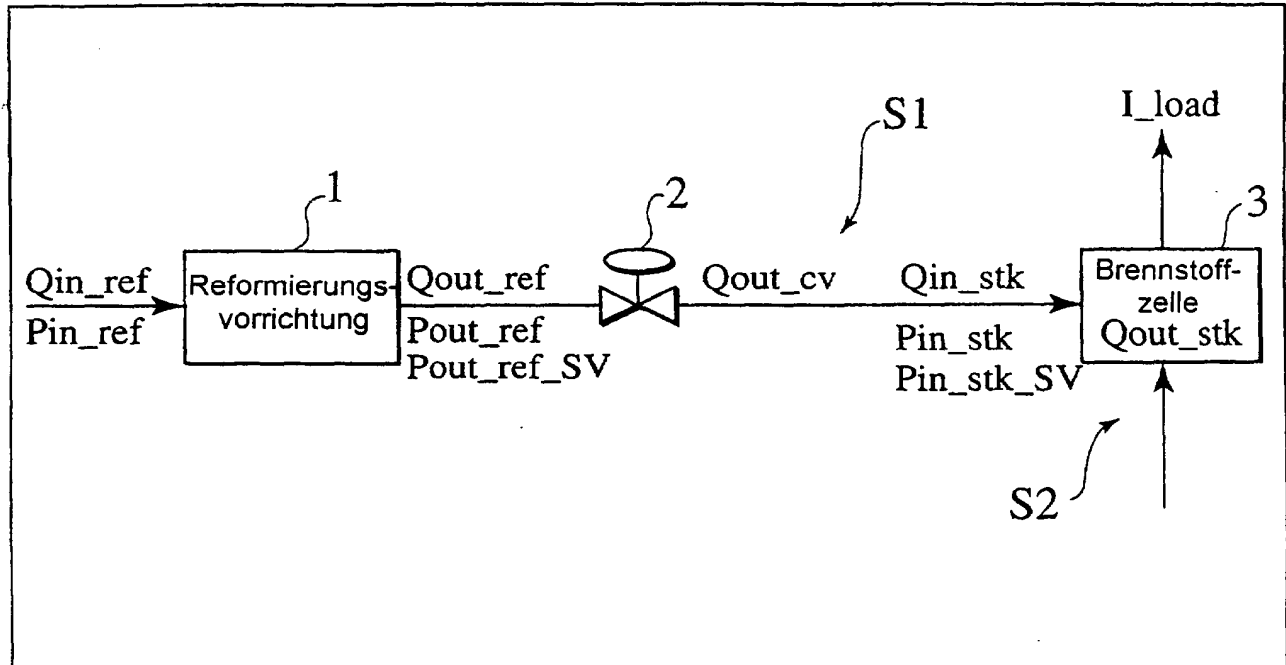 I_load
S1
1
2
3
Qin_ref
Pin_ref
Reformierungs-
vorrichtung
Qout_ref
Pout_ref
Pout_ref_SV
Qout_cv
Qin_stk
Pin_stk
Pin_stk_SV
Brennstoff-
zelle
Qout_stk
S2